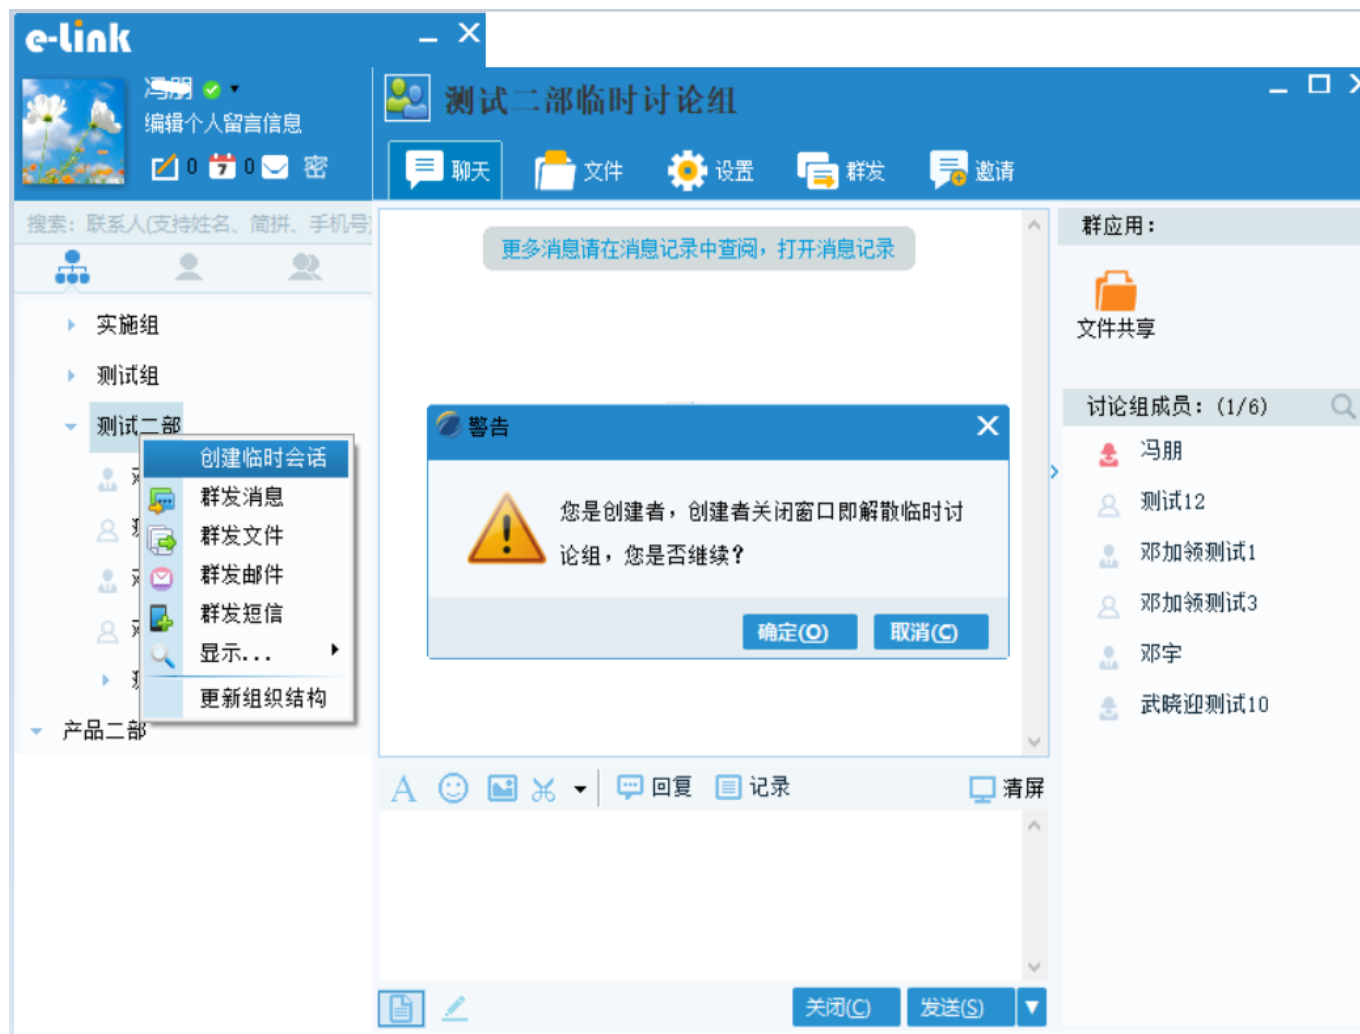 e-Link
冯朋
编辑个人留言信息
0 7 0 密
搜索：联系人(支持姓名、简拼、手机号)
实施组
测试组
测试二部
创建临时会话
群发消息
群发文件
群发邮件
群发短信
显示...
更新组织结构
产品二部
测试二部临时讨论组
聊天 文件 设置 群发 邀请
更多消息请在消息记录中查阅，打开消息记录
警告
您是创建者，创建者关闭窗口即解散临时讨
论组，您是否继续？
确定(O) 取消(C)
A 回复 记录 清屏
关闭(C) 发送(S)
群应用：
文件共享
讨论组成员：(1/6)
冯朋
测试12
邓加领测试1
邓加领测试3
邓宇
武晓迎测试10